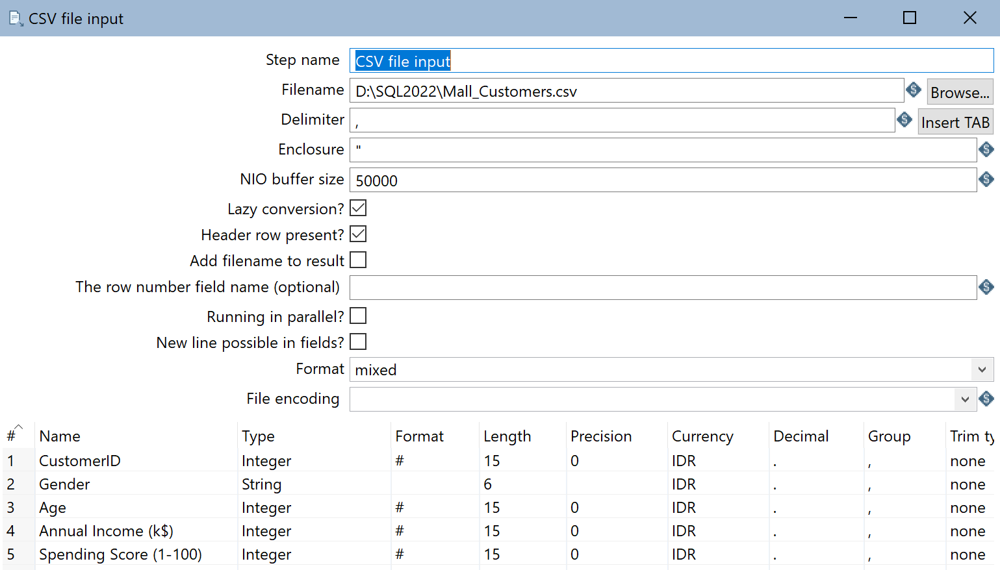 CSV file input
Step name CSV file input
Filename D:\SQL2022\Mall_Customers.csv Browse...
Delimiter , Insert TAB
Enclosure "
NIO buffer size 50000
Lazy conversion?
Header row present?
Add filename to result
The row number field name (optional)
Running in parallel?
New line possible in fields?
Format mixed
File encoding
# Name Type Format Length Precision Currency Decimal Group Trim ty
1 CustomerID Integer # 15 0 IDR . , none
2 Gender String 6 IDR . , none
3 Age Integer # 15 0 IDR . , none
4 Annual Income (k$) Integer # 15 0 IDR . , none
5 Spending Score (1-100) Integer # 15 0 IDR . , none